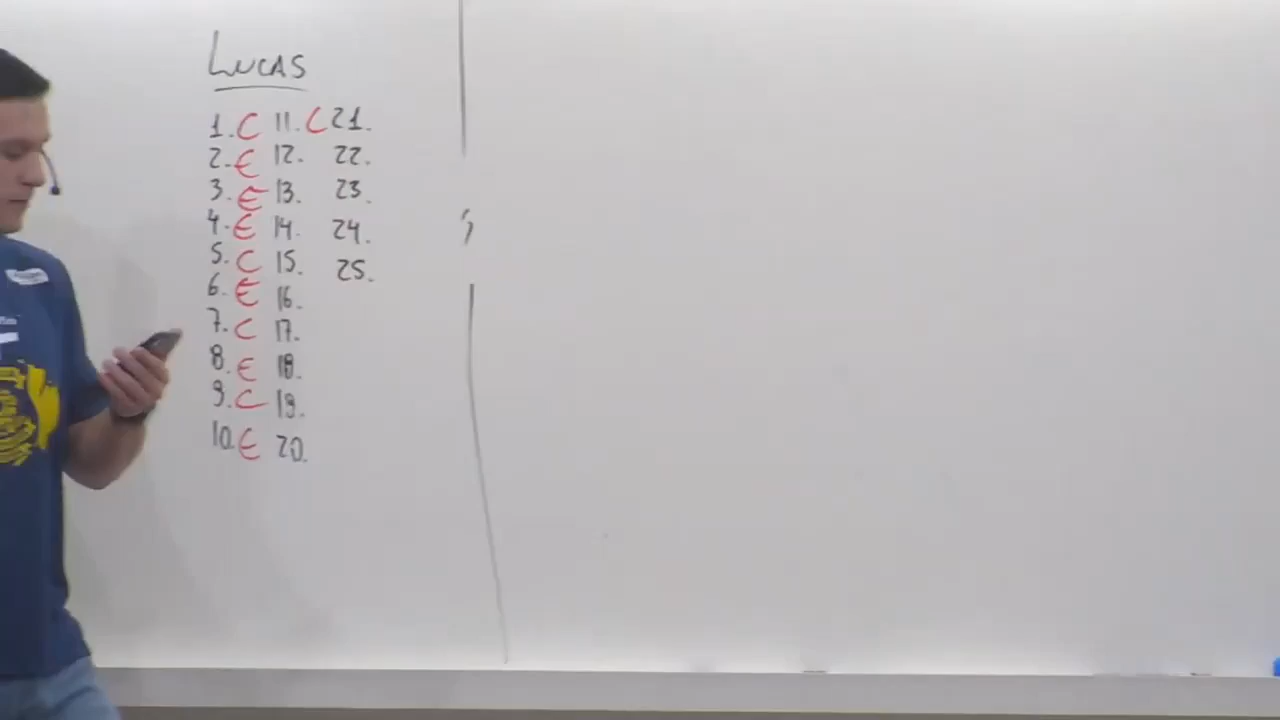 LUCAS
1. C 11. C 21.
2. E 12. 22.
3. E 13. 23.
4. E 14. 24.
5. C 15. 25.
6. E 16.
7. C 17.
8. E 18.
9. C 19.
10. E 20.